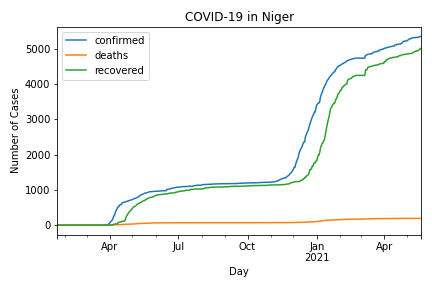 COVID-19 in Niger
confirmed
deaths
recovered
Number of Cases
5000
4000
3000
2000
1000
0
Apr
Jul
Oct
Jan
2021
Apr
Day